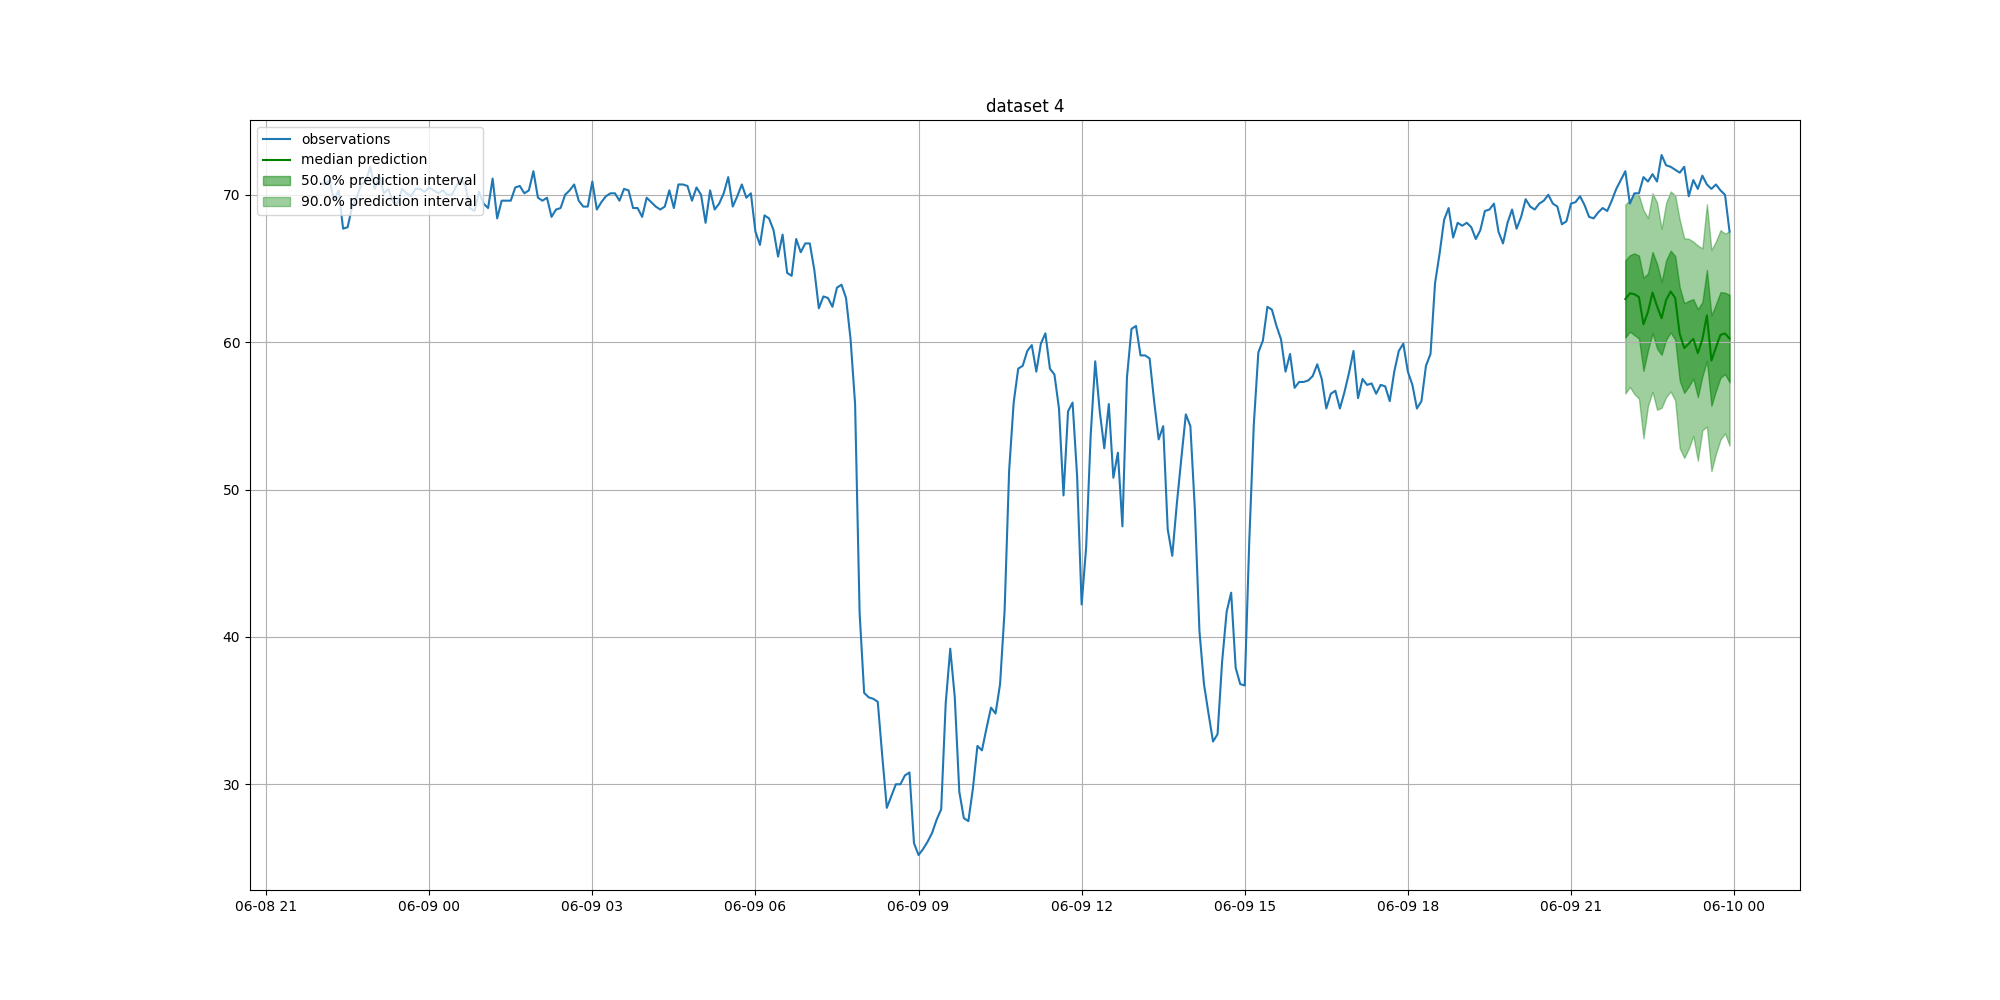 dataset 4
observations
median prediction
50.0% prediction interval
90.0% prediction interval
70
60
50
40
30
06-08 21 06-09 00 06-09 03 06-09 06 06-09 09 06-09 12 06-09 15 06-09 18 06-09 21 06-10 00